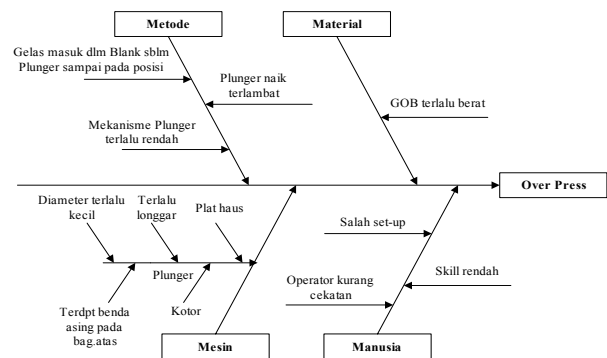 Metode
Material
Gelas masuk dlm Blank sblm
Plunger sampai pada posisi
Plunger naik
terlambat
GOB terlalu berat
Mekanisme Plunger
terlalu rendah
Over Press
Diameter terlalu
kecil
Terlalu
longgar
Plat haus
Salah set-up
Plunger
Skill rendah
Operator kurang
cekatan
Terdpt benda
asing pada
bag.atas
Kotor
Mesin
Manusia